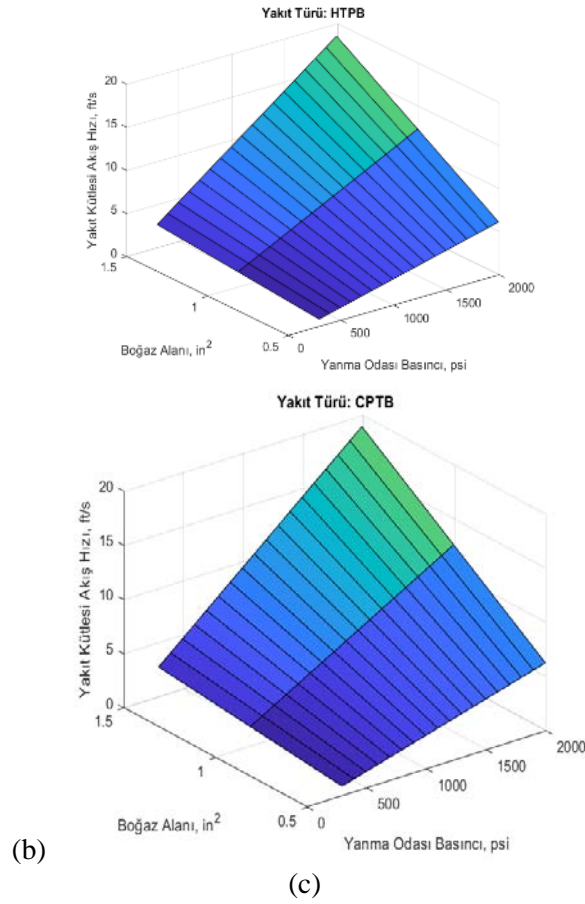 Yakıt Türü: HTPB
Yakıt Kütlesi Akış Hızı, ft/s
20
15
10
5
0
1.5
1
0.5
Boğaz Alanı, in²
0
500
1000
1500
2000
Yanma Odası Basıncı, psi
Yakıt Türü: CPTB
Yakıt Kütlesi Akış Hızı, ft/s
20
15
10
5
0
1.5
1
0.5
Boğaz Alanı, in²
0
500
1000
1500
2000
Yanma Odası Basıncı, psi
(b)
(c)